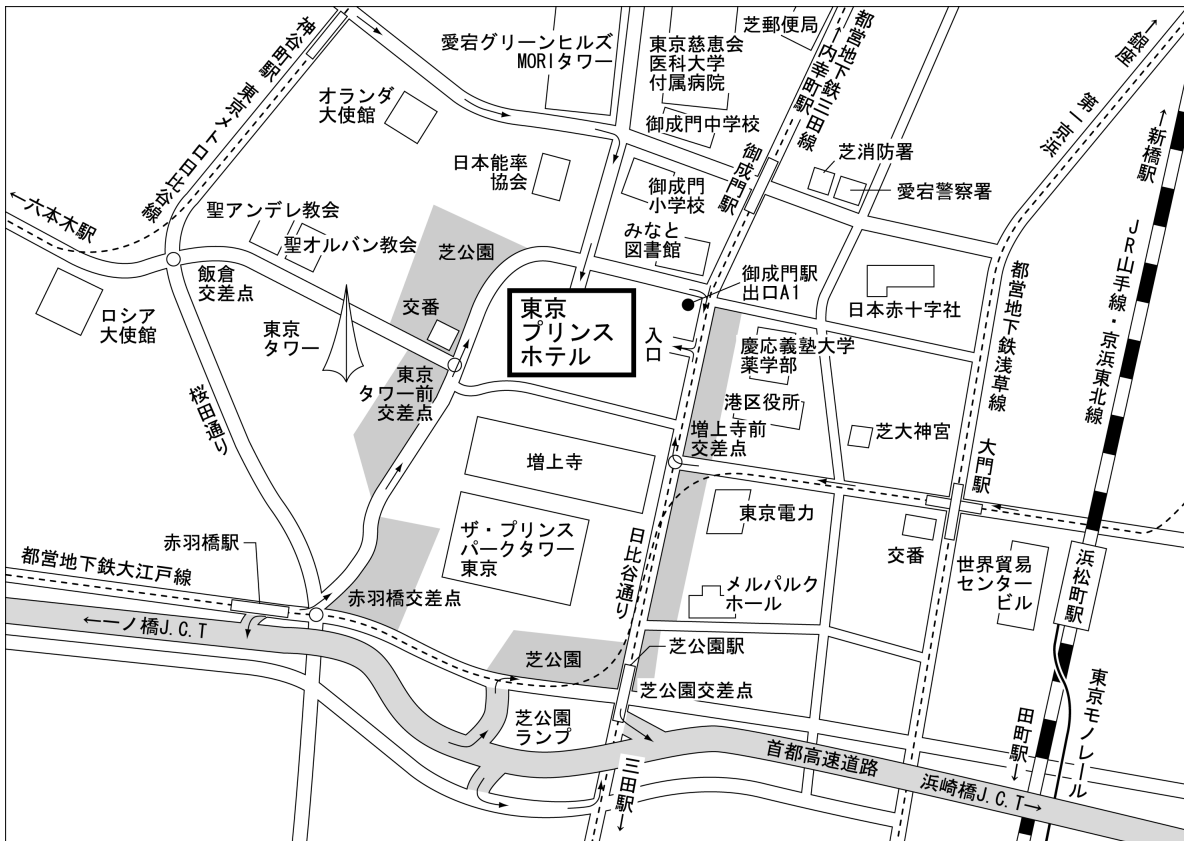 神谷町駅
東京メトロ日比谷線
愛宕グリーンヒルズ
MORIタワー
東京慈恵会
医科大学
付属病院
芝郵便局
都営地下鉄三田線
←内幸町駅
←銀座
第一京浜
←新橋駅
JR山手線・京浜東北線
オランダ
大使館
御成門中学校
日本能率
協会
御成門
小学校
御成門駅
芝消防署
愛宕警察署
←六本木駅
聖アンデレ教会
聖オルバン教会
芝公園
みなと
図書館
御成門駅
出口A1
日本赤十字社
都営地下鉄浅草線
飯倉
交差点
ロシア
大使館
東京
タワー
交番
東京
プリンス
ホテル
入口
慶応義塾大学
薬学部
東京
タワー前
交差点
港区役所
増上寺前
交差点
芝大神宮
大門駅
桜田通り
増上寺
東京電力
交番
ザ・プリンス
パークタワー
東京
日比谷通り
世界貿易
センタービル
浜松町駅
赤羽橋駅
都営地下鉄大江戸線
赤羽橋交差点
メルパルク
ホール
←一ノ橋J.C.T
芝公園
芝公園駅
芝公園交差点
芝公園
ランプ
首都高速道路
浜崎橋J.C.T→
三田駅→
田町駅→
東京モノレール